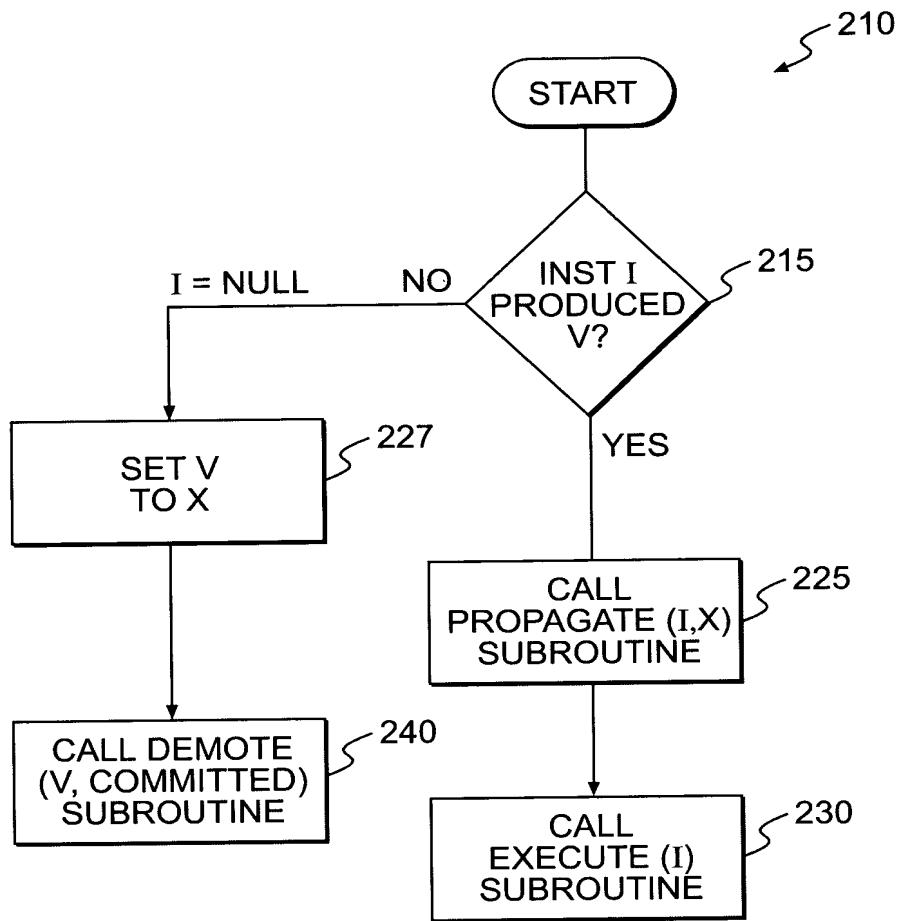 210
START
INST I
PRODUCED
V?
215
I = NULL
NO
YES
SET V
TO X
227
CALL
PROPAGATE (I,X)
SUBROUTINE
225
CALL DEMOTE
(V, COMMITTED)
SUBROUTINE
240
CALL
EXECUTE (I)
SUBROUTINE
230